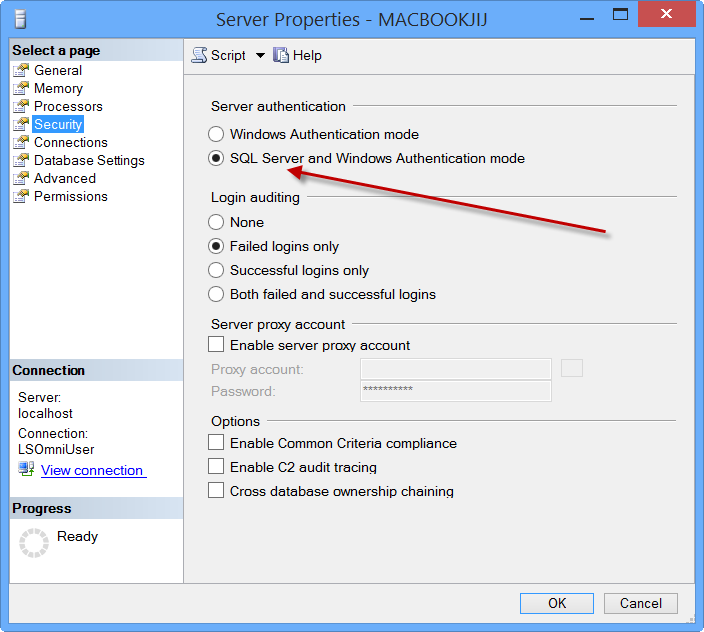 Server Properties - MACBOOKJIJ
Select a page
General
Memory
Processors
Security
Connections
Database Settings
Advanced
Permissions
Script
Help
Server authentication
Windows Authentication mode
SQL Server and Windows Authentication mode
Login auditing
None
Failed logins only
Successful logins only
Both failed and successful logins
Server proxy account
Enable server proxy account
Proxy account:
Password: **********
Options
Enable Common Criteria compliance
Enable C2 audit tracing
Cross database ownership chaining
Connection
Server:
localhost
Connection:
LSOmniUser
View connection
Progress
Ready
OK
Cancel